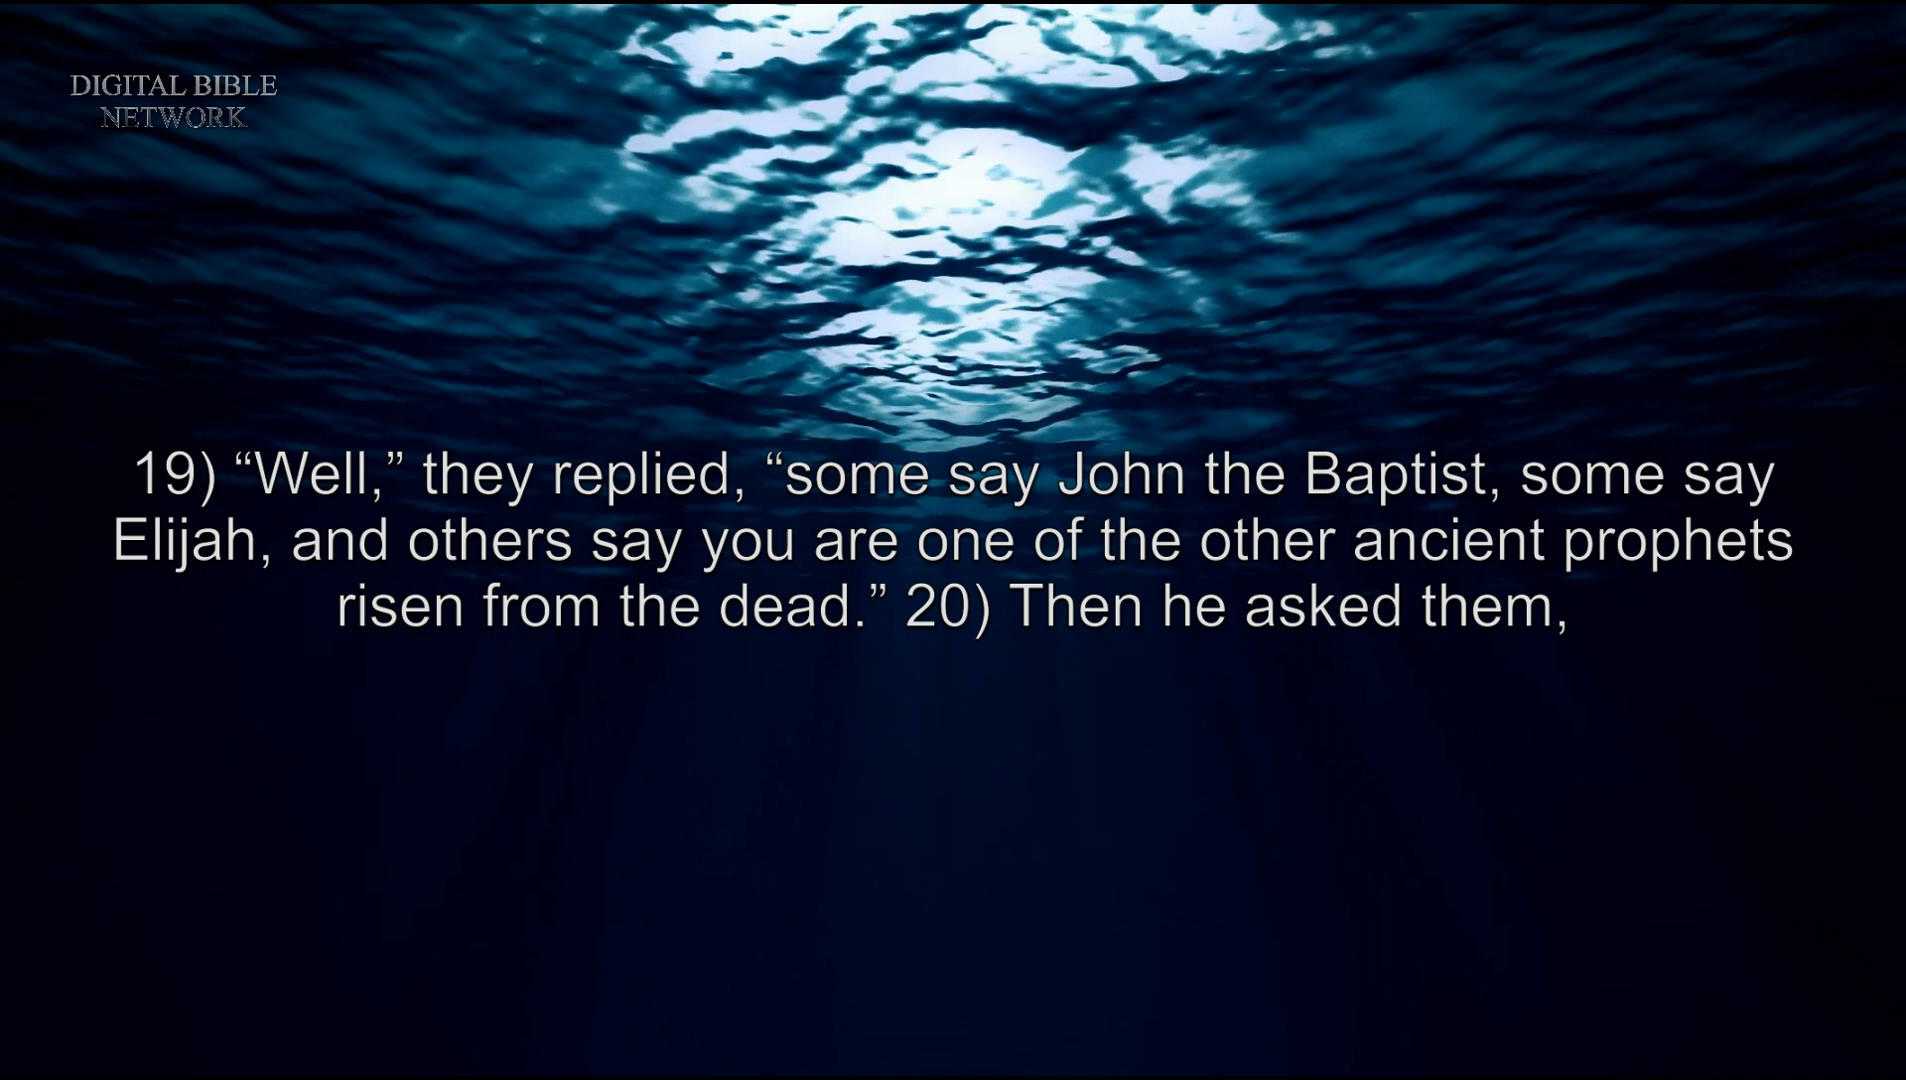 DIGITAL BIBLE
NETWORK
19) “Well,” they replied, “some say John the Baptist, some say
Elijah, and others say you are one of the other ancient prophets
risen from the dead.” 20) Then he asked them,